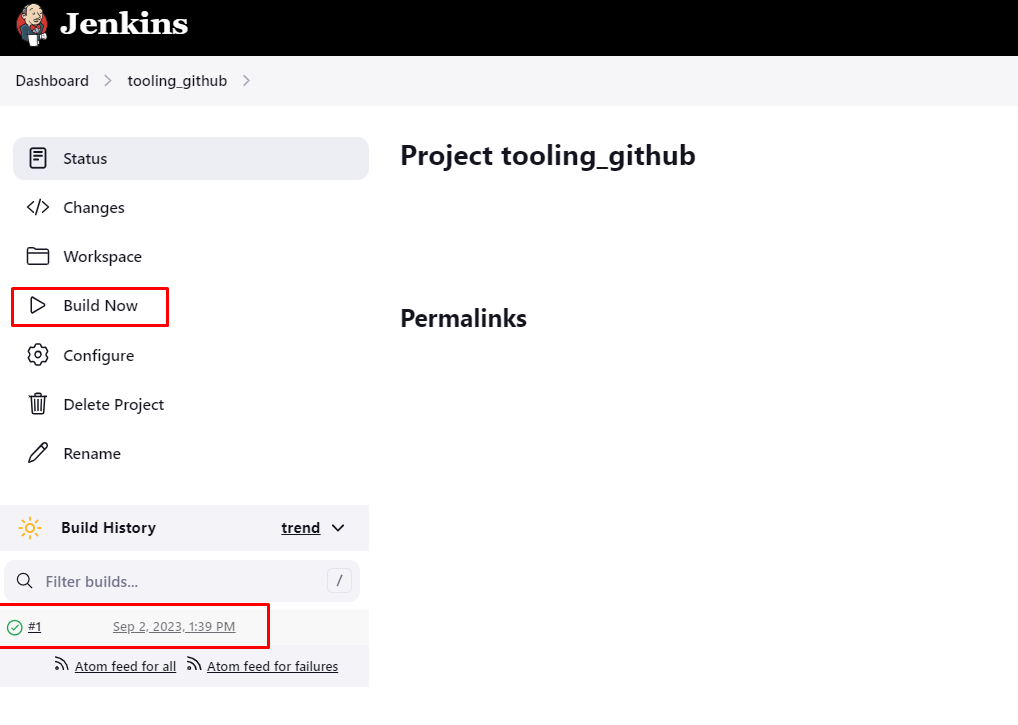 Jenkins
Dashboard
tooling_github
Status
Changes
Workspace
Build Now
Configure
Delete Project
Rename
Project tooling_github
Permalinks
Build History trend
Filter builds... /
#1 Sep 2, 2023, 1:39 PM
Atom feed for all Atom feed for failures